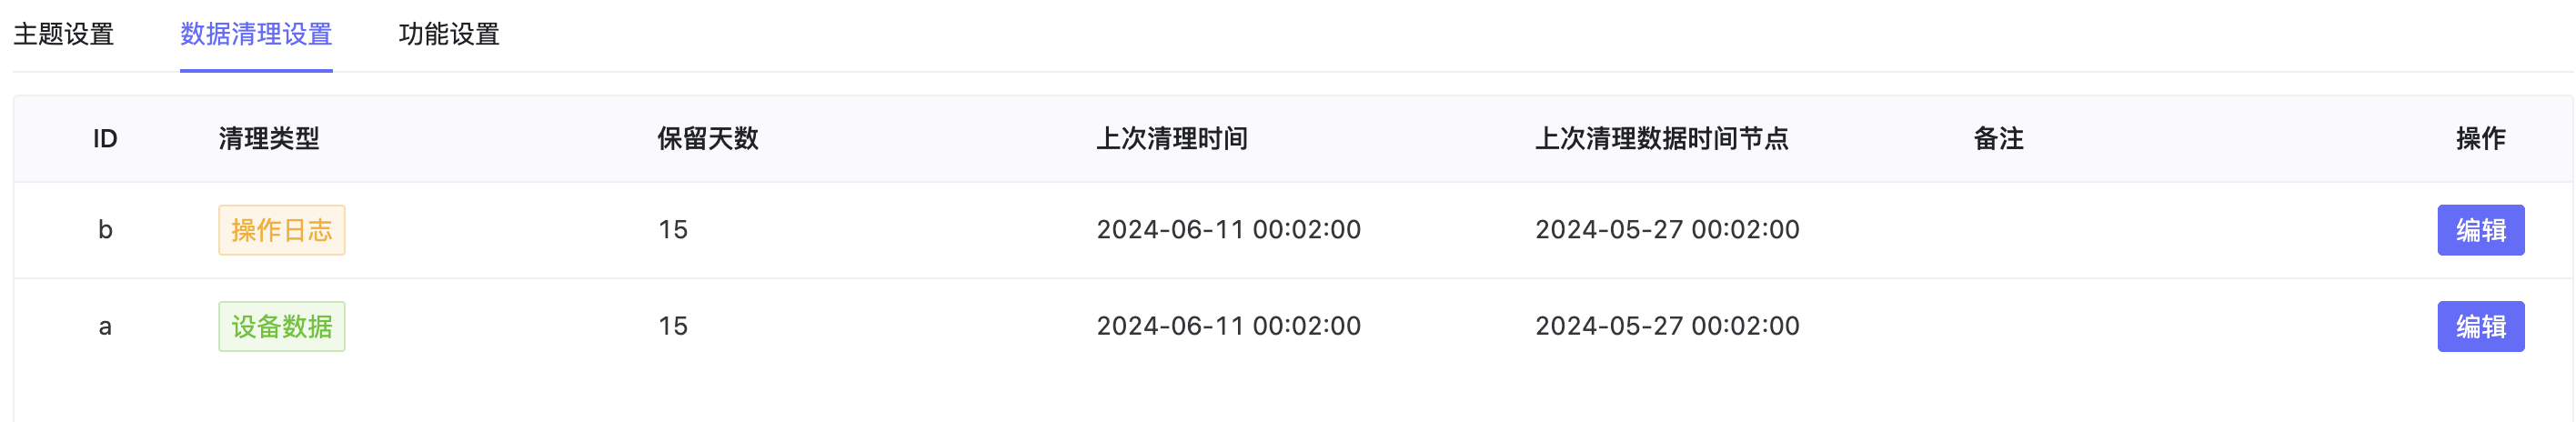 主题设置 数据清理设置 功能设置
ID 清理类型 保留天数 上次清理时间 上次清理数据时间节点 备注 操作
b 操作日志 15 2024-06-11 00:02:00 2024-05-27 00:02:00 编辑
a 设备数据 15 2024-06-11 00:02:00 2024-05-27 00:02:00 编辑